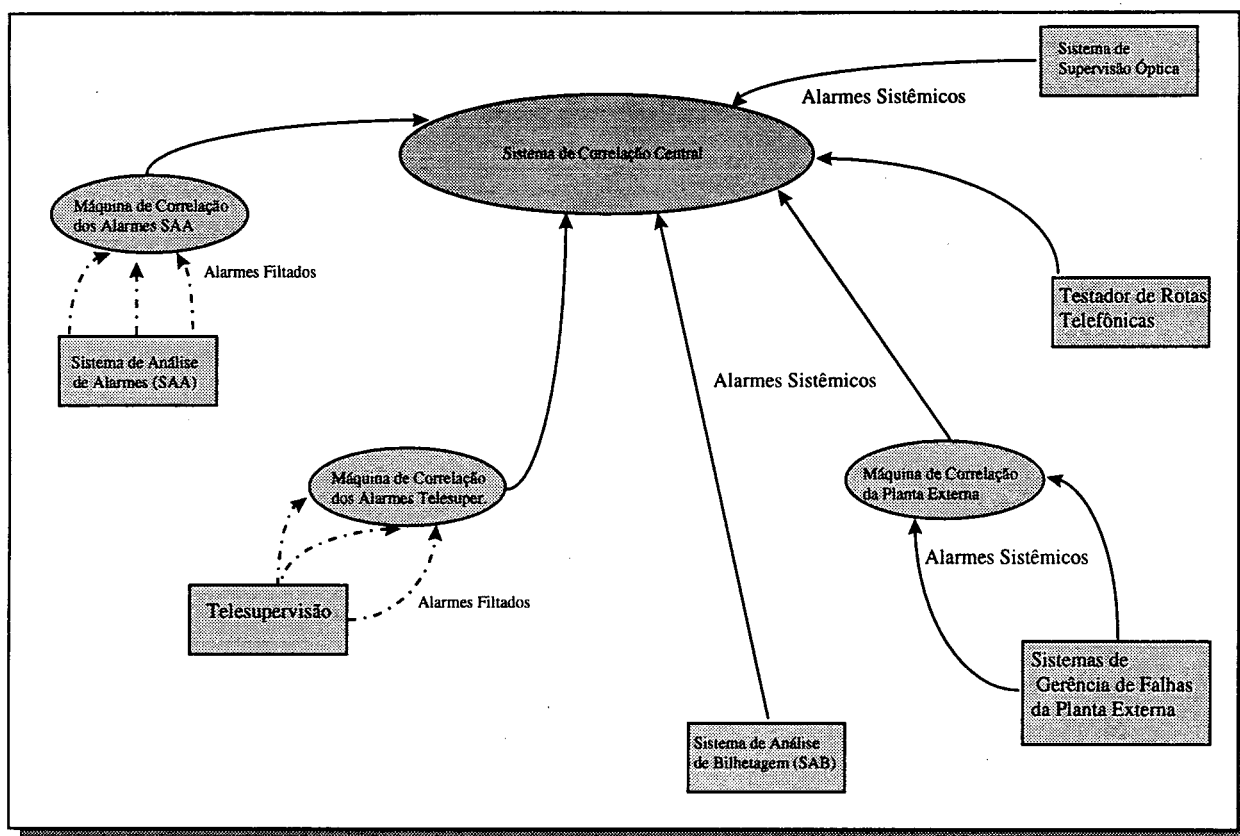 Sistema de
Supervisão Óptica
Alarmes Sistêmicos
Sistema de Correlação Central
Máquina de Correlação
dos Alarmes SAA
Alarmes Filtados
Testador de Rotas
Telefônicas
Sistema de Análise
de Alarmes (SAA)
Alarmes Sistêmicos
Máquina de Correlação
dos Alarmes Telesuper.
Máquina de Correlação
da Planta Externa
Alarmes Sistêmicos
Telesupervisão
Alarmes Filtados
Sistemas de
Gerência de Falhas
da Planta Externa
Sistema de Análise
de Bilhetagem (SAB)